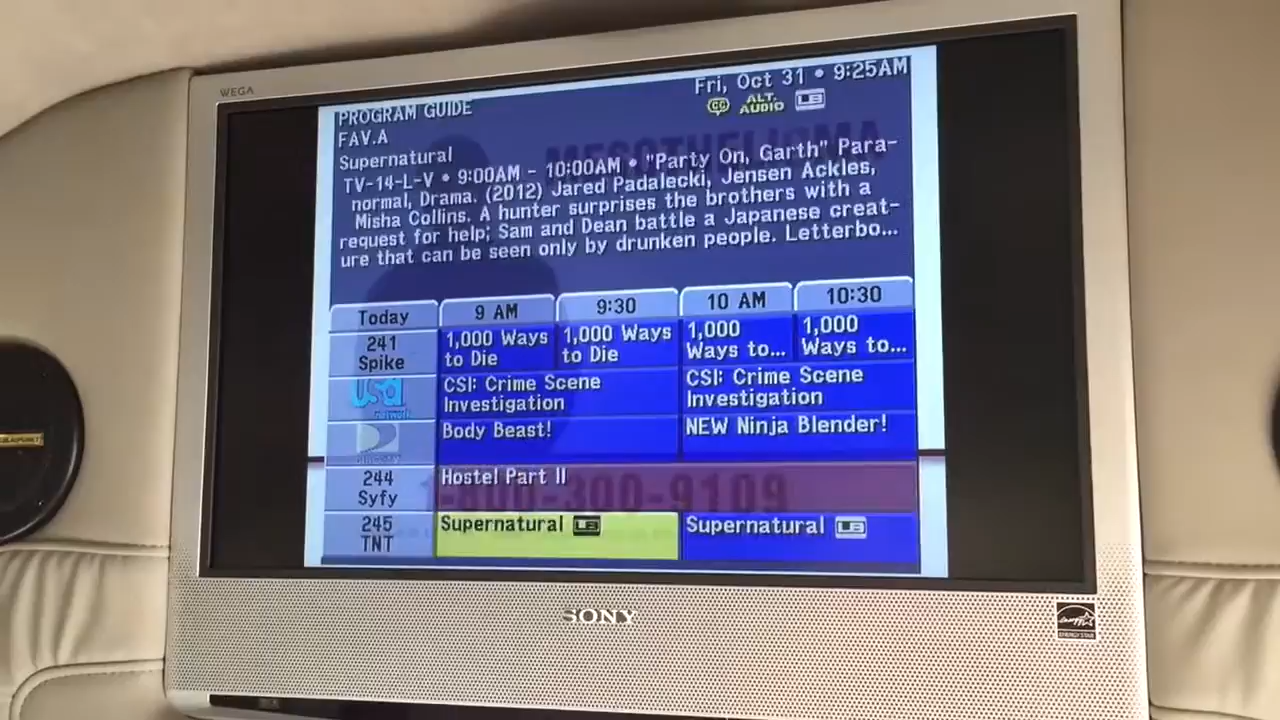 WEGA
Fri, Oct 31 • 9:25AM
PROGRAM GUIDE
CC ALT. AUDIO LB
FAV.A
MESOTHELIOMA
Supernatural
TV-14-L-V • 9:00AM - 10:00AM • "Party On, Garth" Para-
normal, Drama. (2012) Jared Padalecki, Jensen Ackles,
Misha Collins. A hunter surprises the brothers with a
request for help; Sam and Dean battle a Japanese creat-
ure that can be seen only by drunken people. Letterbo...
Today 9 AM 9:30 10 AM 10:30
241 Spike
1,000 Ways to Die
1,000 Ways to Die
1,000 Ways to...
1,000 Ways to...
usa network
CSI: Crime Scene Investigation
CSI: Crime Scene Investigation
Body Beast!
NEW Ninja Blender!
244 Syfy
Hostel Part II
1-800-300-9109
245 TNT
Supernatural LB
Supernatural LB
SONY
ENERGY STAR
BLAUPUNKT